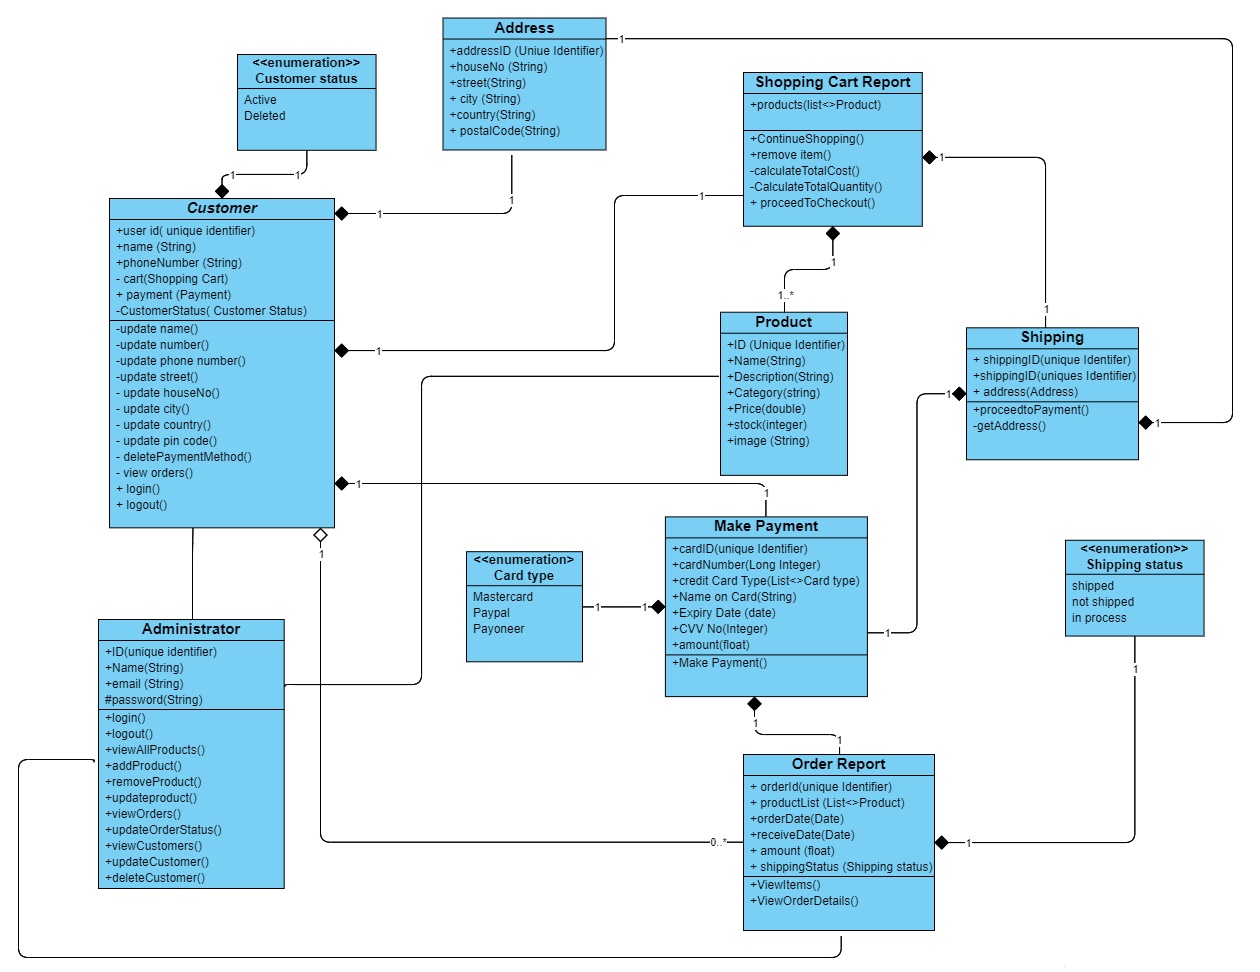 Address
+addressID (Uniue Identifier)
+houseNo (String)
+street(String)
+ city (String)
+country(String)
+ postalCode(String)
1
<<enumeration>>
Customer status
Active
Deleted
1
1
Shopping Cart Report
+products(list<>Product)
+ContinueShopping()
+remove item()
-calculateTotalCost()
-CalculateTotalQuantity()
+ proceedToCheckout()
1
1
1
1..*
1
Customer
+user id( unique identifier)
+name (String)
+phoneNumber (String)
- cart(Shopping Cart)
+ payment (Payment)
-CustomerStatus( Customer Status)
-update name()
-update number()
-update phone number()
-update street()
- update houseNo()
- update city()
- update country()
- update pin code()
- deletePaymentMethod()
- view orders()
+ login()
+ logout()
1
1
1
1
1
Product
+ID (Unique Identifier)
+Name(String)
+Description(String)
+Category(string)
+Price(double)
+stock(integer)
+image (String)
Shipping
+ shippingID(unique Identifer)
+shippingID(uniques Identifier)
+ address(Address)
+proceedtoPayment()
-getAddress()
1
1
1
Make Payment
+cardID(unique Identifier)
+cardNumber(Long Integer)
+credit Card Type(List<>Card type)
+Name on Card(String)
+Expiry Date (date)
+CVV No(Integer)
+amount(float)
+Make Payment()
1
1
1
1
1
<<enumeration>
Card type
Mastercard
Paypal
Payoneer
<<enumeration>>
Shipping status
shipped
not shipped
in process
1
Administrator
+ID(unique identifier)
+Name(String)
+email (String)
#password(String)
+login()
+logout()
+viewAllProducts()
+addProduct()
+removeProduct()
+updateproduct()
+viewOrders()
+updateOrderStatus()
+viewCustomers()
+updateCustomer()
+deleteCustomer()
Order Report
+ orderId(unique Identifier)
+ productList (List<>Product)
+orderDate(Date)
+receiveDate(Date)
+ amount (float)
+ shippingStatus (Shipping status)
+ViewItems()
+ViewOrderDetails()
0..*
1